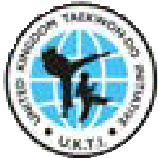 UNITED KINGDOM TAEKWON-DO INITIATIVE
• U.K.T.I. •